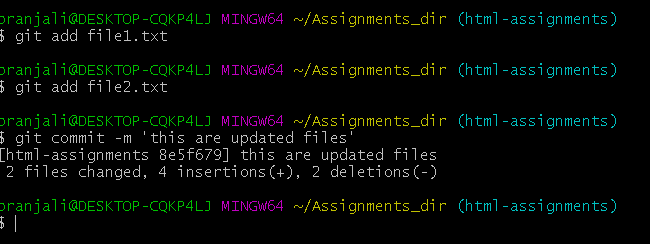 pranjali@DESKTOP-CQKP4LJ MINGW64 ~/Assignments_dir (html-assignments)
$ git add file1.txt
pranjali@DESKTOP-CQKP4LJ MINGW64 ~/Assignments_dir (html-assignments)
$ git add file2.txt
pranjali@DESKTOP-CQKP4LJ MINGW64 ~/Assignments_dir (html-assignments)
$ git commit -m 'this are updated files'
[html-assignments 8e5f679] this are updated files
2 files changed, 4 insertions(+), 2 deletions(-)
pranjali@DESKTOP-CQKP4LJ MINGW64 ~/Assignments_dir (html-assignments)
$